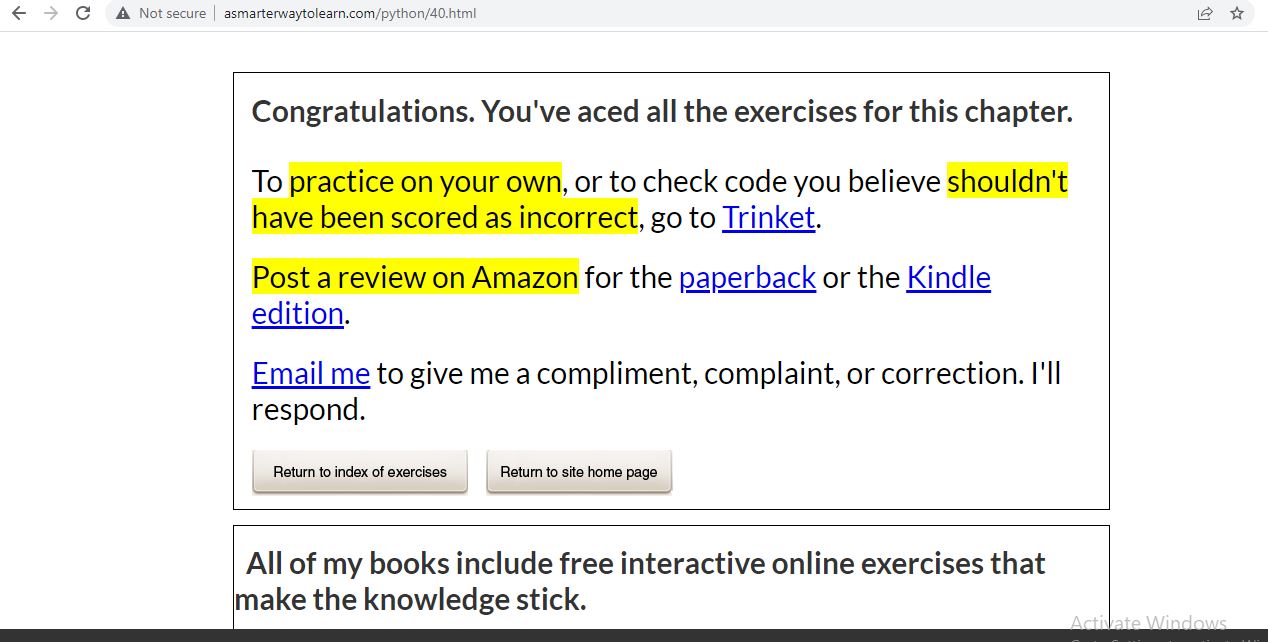 Not secure | asmarterwaytolearn.com/python/40.html
Congratulations. You've aced all the exercises for this chapter.
To practice on your own, or to check code you believe shouldn't
have been scored as incorrect, go to Trinket.
Post a review on Amazon for the paperback or the Kindle
edition.
Email me to give me a compliment, complaint, or correction. I'll
respond.
Return to index of exercises Return to site home page
All of my books include free interactive online exercises that
make the knowledge stick.
Activate Windows